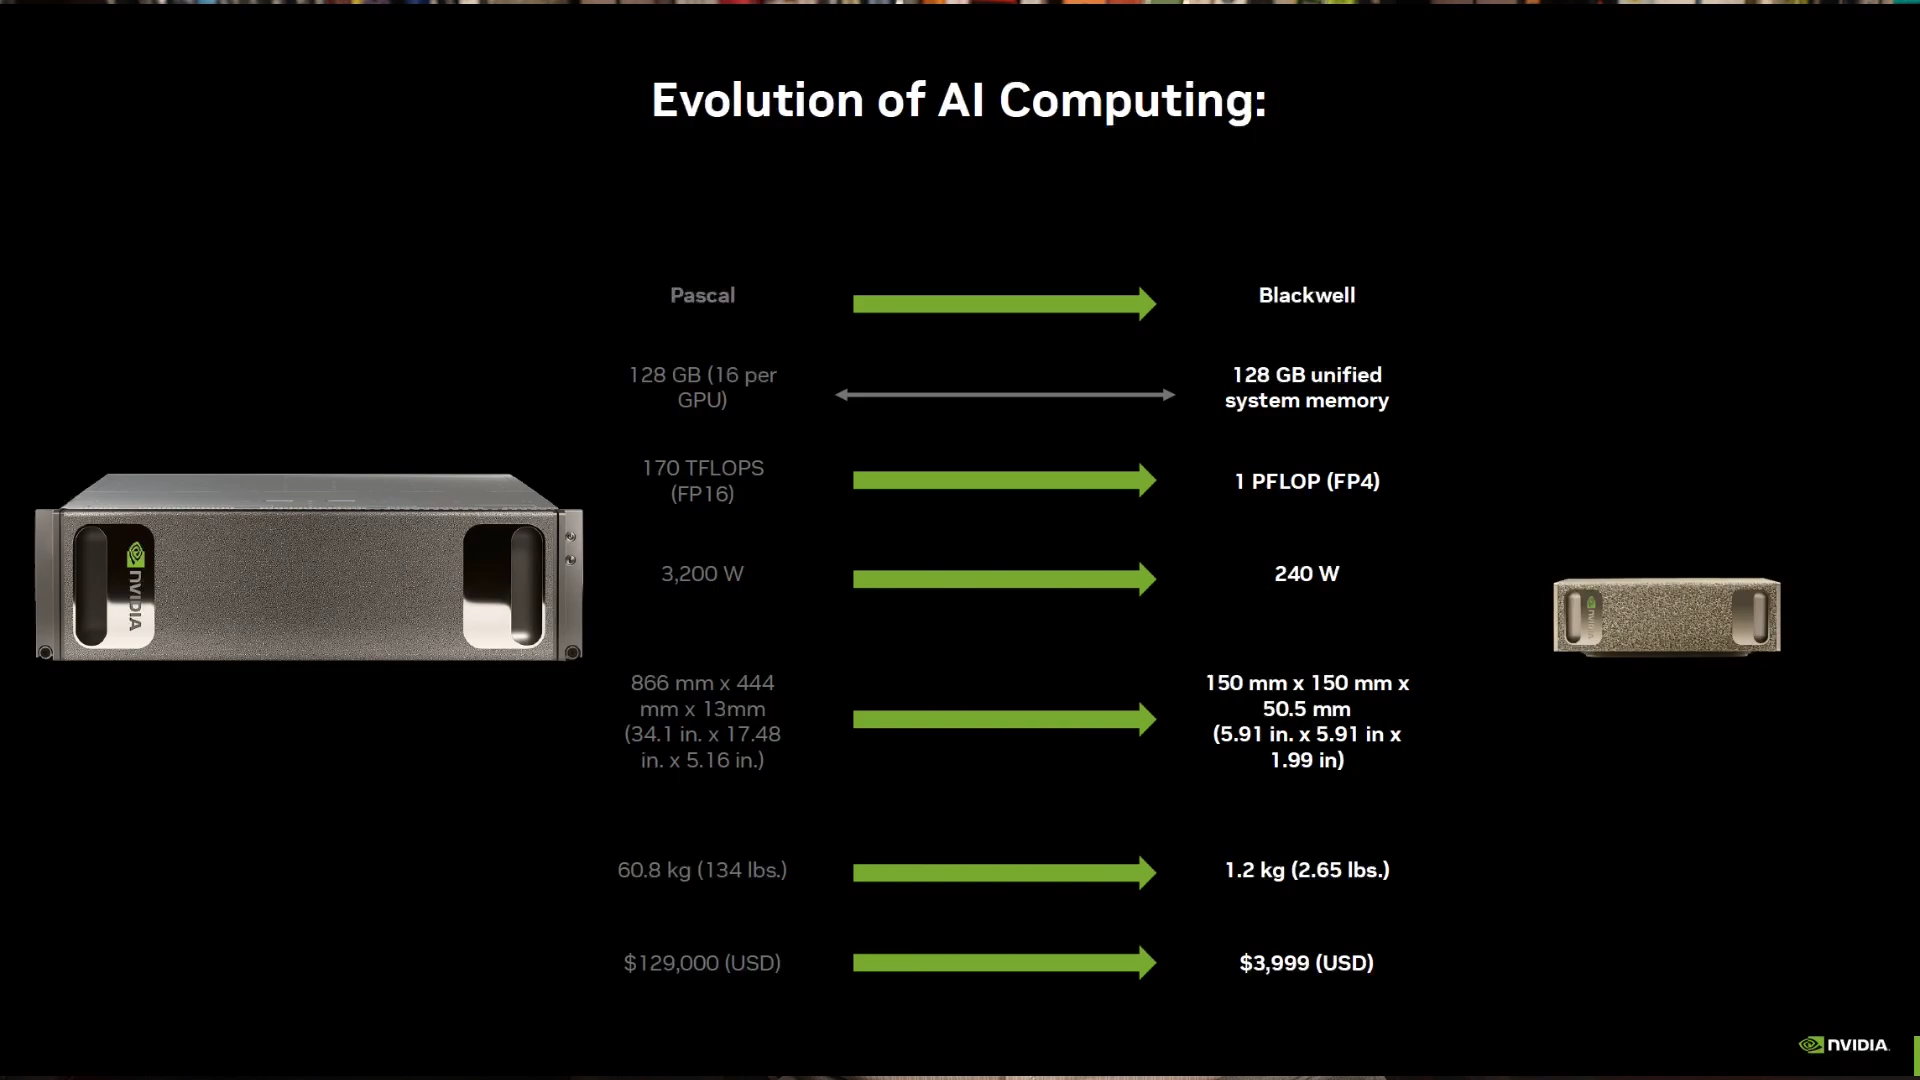 Evolution of AI Computing:
Pascal
Blackwell
128 GB (16 per
GPU)
128 GB unified
system memory
170 TFLOPS
(FP16)
1 PFLOP (FP4)
3,200 W
240 W
866 mm x 444
mm x 13mm
(34.1 in. x 17.48
in. x 5.16 in.)
150 mm x 150 mm x
50.5 mm
(5.91 in. x 5.91 in x
1.99 in)
60.8 kg (134 lbs.)
1.2 kg (2.65 lbs.)
$129,000 (USD)
$3,999 (USD)
NVIDIA
NVIDIA
NVIDIA.